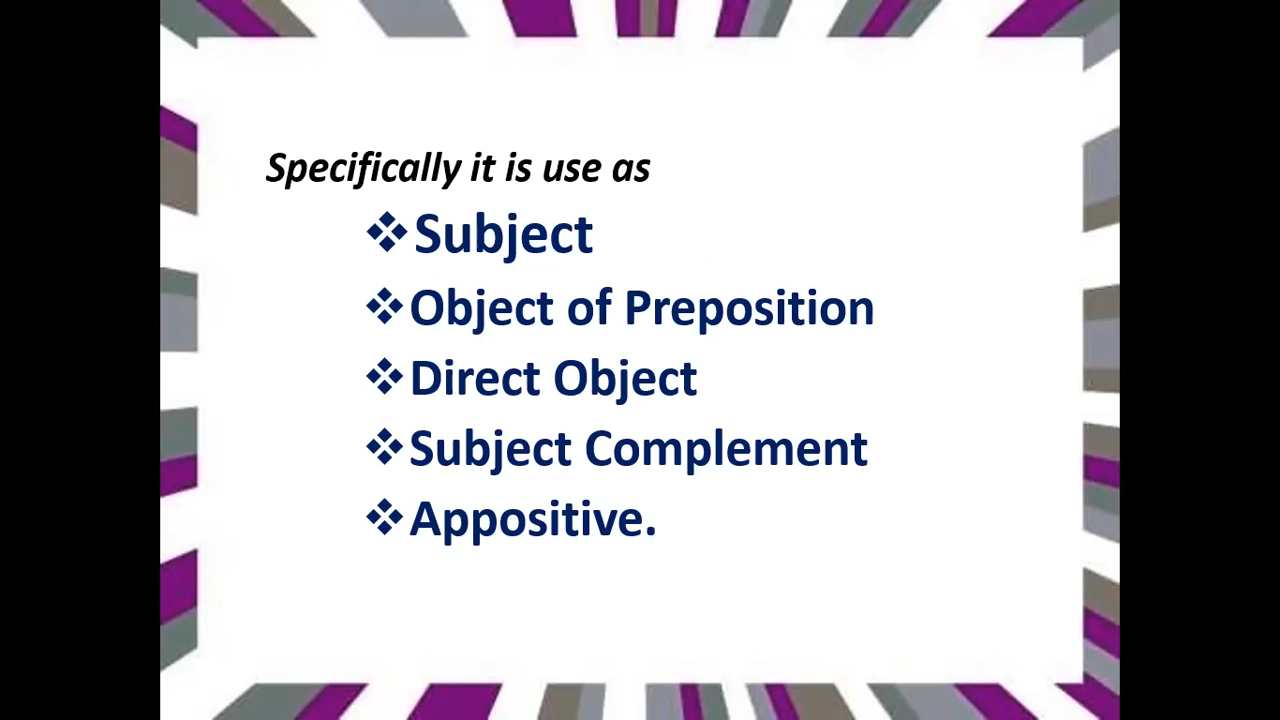 Specifically it is use as
❖Subject
❖Object of Preposition
❖Direct Object
❖Subject Complement
❖Appositive.